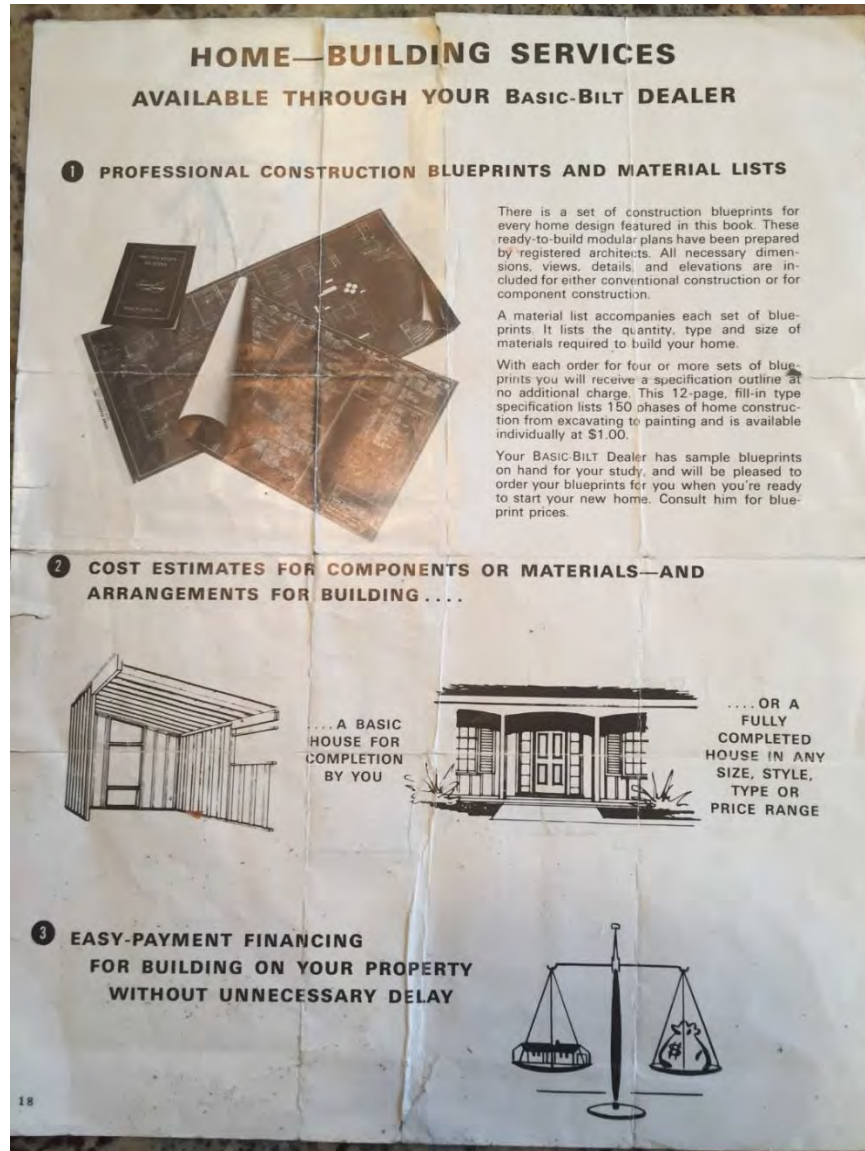 HOME—BUILDING SERVICES
AVAILABLE THROUGH YOUR BASIC-BILT DEALER
1 PROFESSIONAL CONSTRUCTION BLUEPRINTS AND MATERIAL LISTS
There is a set of construction blueprints for
every home design featured in this book. These
ready-to-build modular plans have been prepared
by registered architects. All necessary dimen-
sions, views, details, and elevations are in-
cluded for either conventional construction or for
component construction.
A material list accompanies each set of blue-
prints. It lists the quantity, type and size of
materials required to build your home.
With each order for four or more sets of blue-
prints you will receive a specification outline at
no additional charge. This 12-page, fill-in type
specification lists 150 phases of home construc-
tion from excavating to painting and is available
individually at $1.00.
Your BASIC-BILT Dealer has sample blueprints
on hand for your study, and will be pleased to
order your blueprints for you when you're ready
to start your new home. Consult him for blue-
print prices.
2 COST ESTIMATES FOR COMPONENTS OR MATERIALS—AND
ARRANGEMENTS FOR BUILDING ....
....A BASIC
HOUSE FOR
COMPLETION
BY YOU
....OR A
FULLY
COMPLETED
HOUSE IN ANY
SIZE, STYLE,
TYPE OR
PRICE RANGE
3 EASY-PAYMENT FINANCING
FOR BUILDING ON YOUR PROPERTY
WITHOUT UNNECESSARY DELAY
$
18